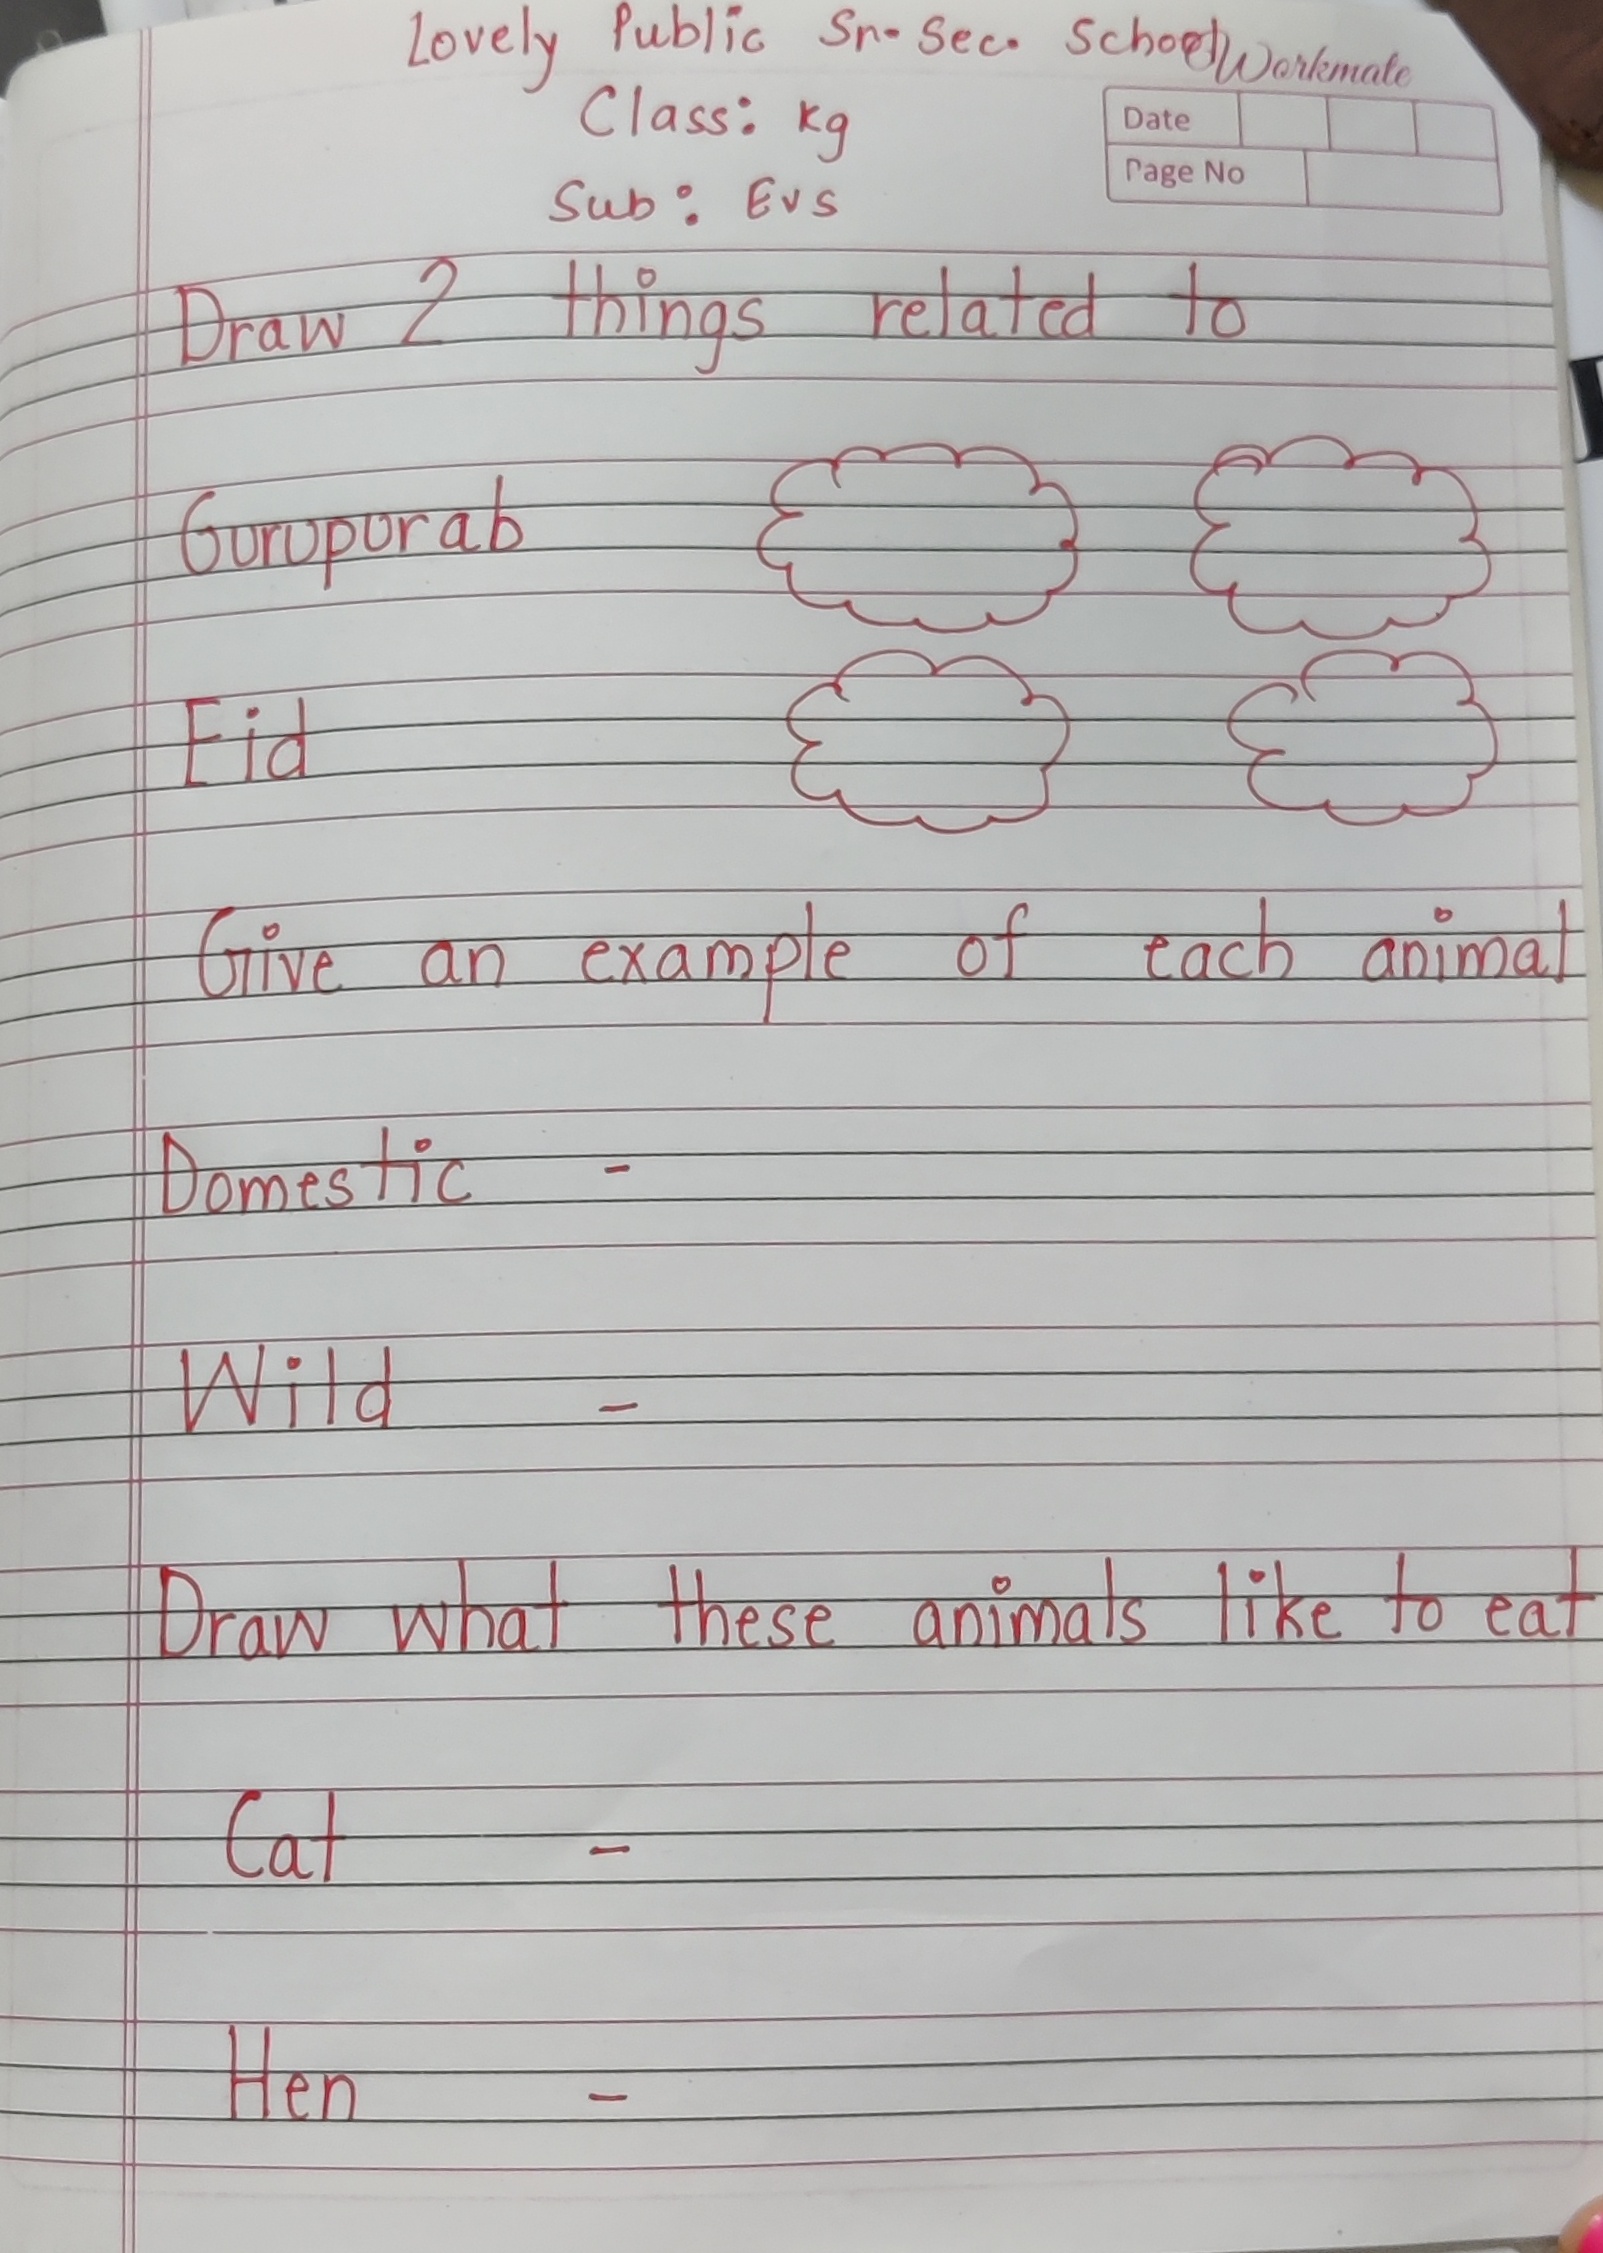 Lovely Public Sn. Sec. School
Workmate
Class: Kg
Date
Page No
Sub: Evs
Draw 2 things related to
Guruporab
Eid
Give an example of each animal
Domestic -
Wild -
Draw what these animals like to eat
Cat -
Hen -